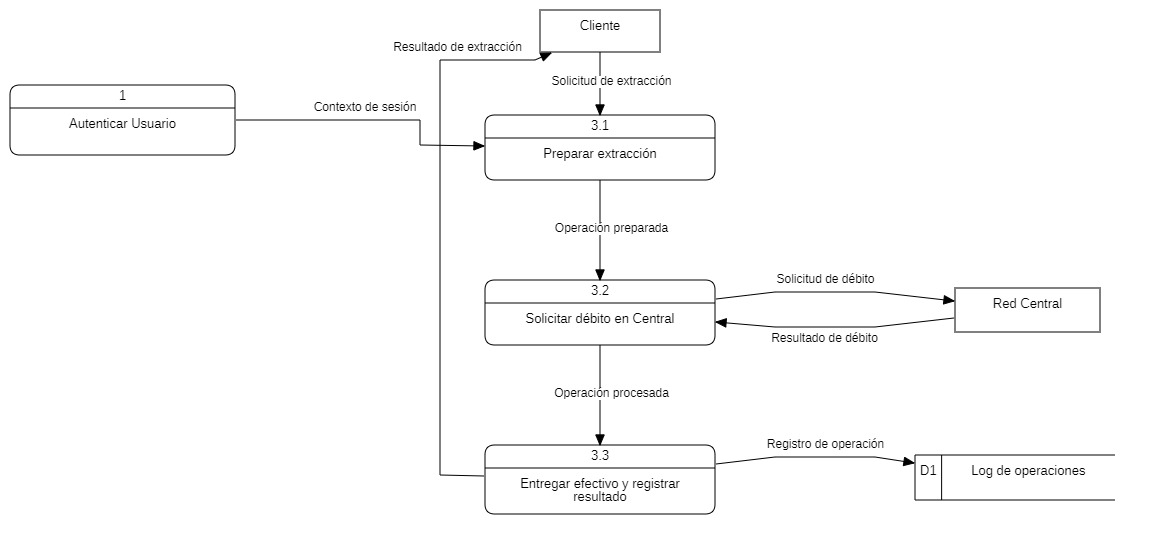 Cliente
Resultado de extracción
Solicitud de extracción
1
Autenticar Usuario
Contexto de sesión
3.1
Preparar extracción
Operación preparada
3.2
Solicitar débito en Central
Solicitud de débito
Red Central
Resultado de débito
Operación procesada
3.3
Entregar efectivo y registrar
resultado
Registro de operación
D1
Log de operaciones